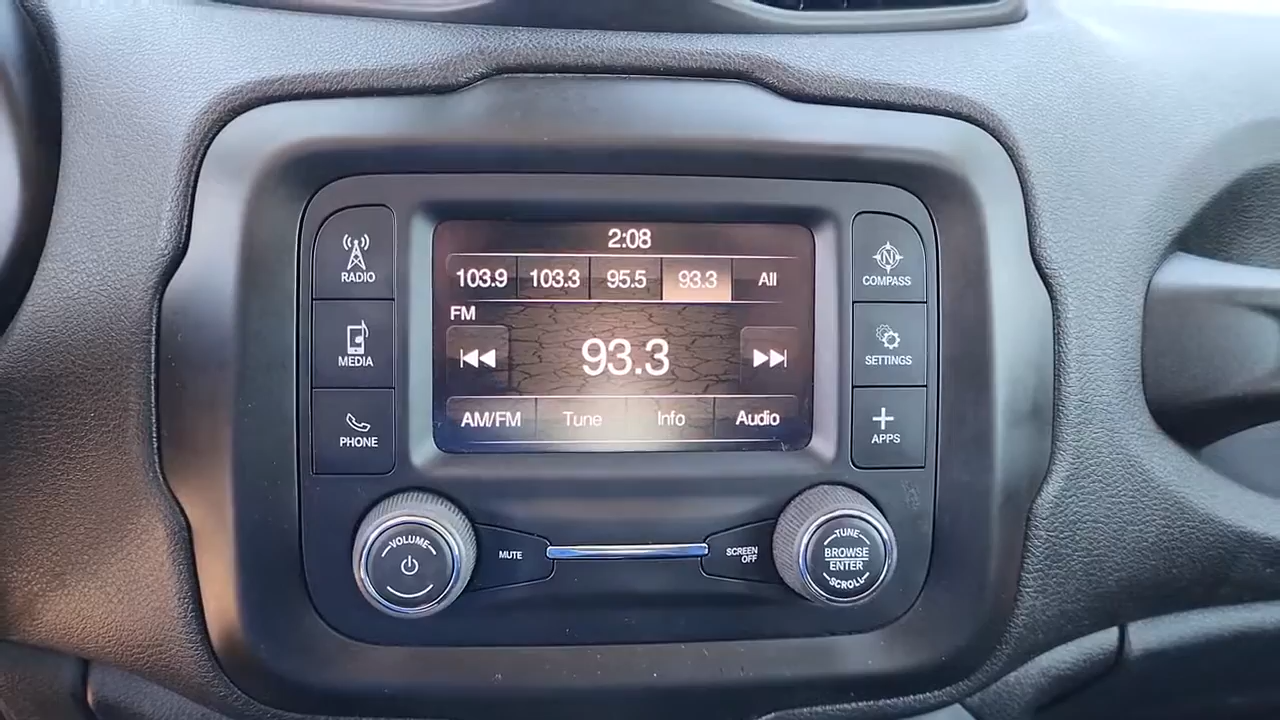 2:08
103.9 103.3 95.5 93.3 All
FM
93.3
AM/FM Tune Info Audio
RADIO
MEDIA
PHONE
N
COMPASS
SETTINGS
APPS
VOLUME
MUTE
SCREEN
OFF
TUNE
BROWSE
ENTER
SCROLL